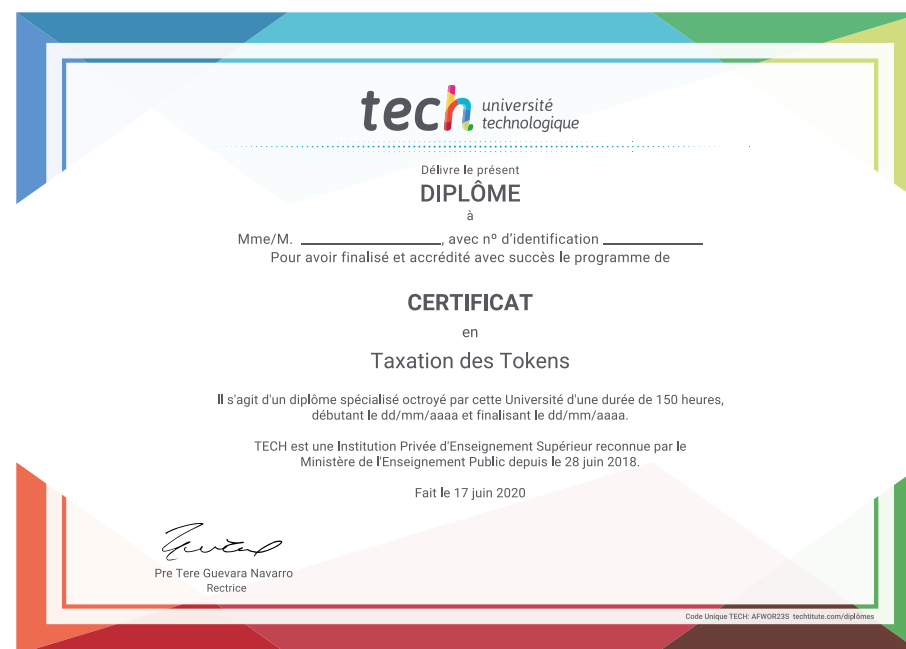 tech université
technologique
Délivre le présent
DIPLÔME
à
Mme/M. ____________________, avec nº d'identification ______________
Pour avoir finalisé et accrédité avec succès le programme de
CERTIFICAT
en
Taxation des Tokens
Il s'agit d'un diplôme spécialisé octroyé par cette Université d'une durée de 150 heures,
débutant le dd/mm/aaaa et finalisant le dd/mm/aaaa.
TECH est une Institution Privée d'Enseignement Supérieur reconnue par le
Ministère de l'Enseignement Public depuis le 28 juin 2018.
Fait le 17 juin 2020
Pre Tere Guevara Navarro
Rectrice
Code Unique TECH: AFWOR23S techtitute.com/diplômes